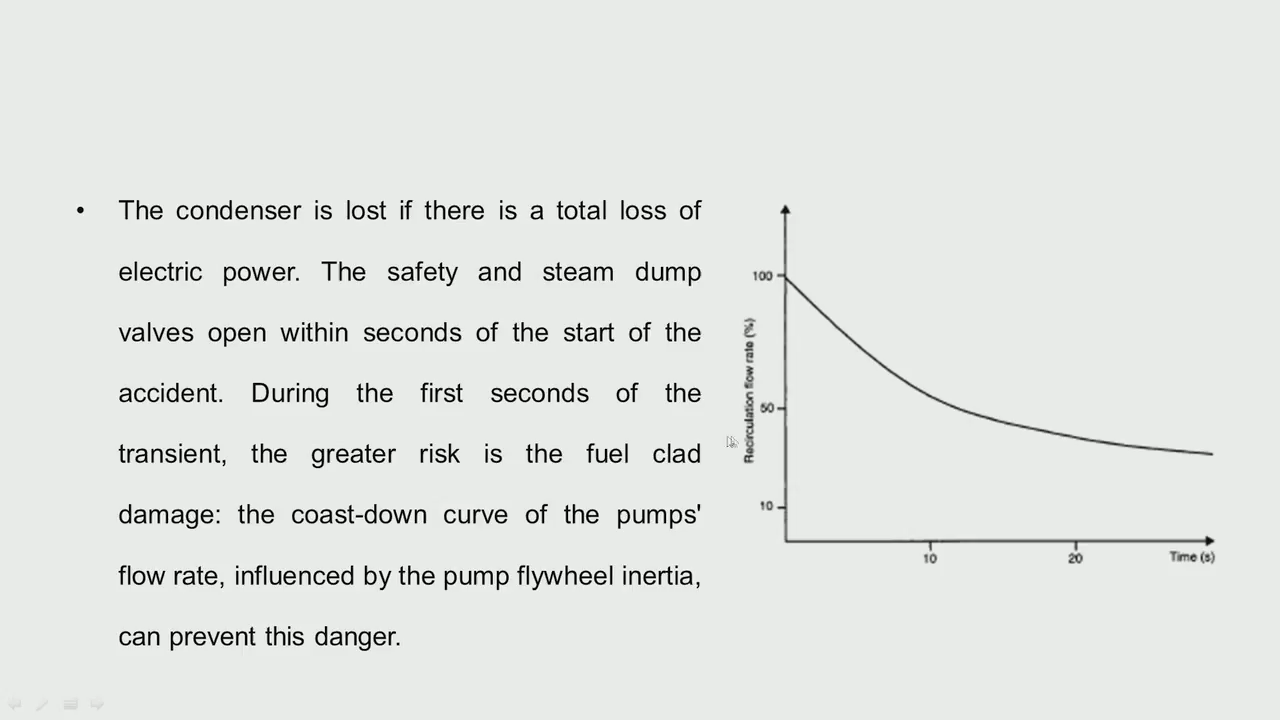 • The condenser is lost if there is a total loss of
electric power. The safety and steam dump
valves open within seconds of the start of the
accident. During the first seconds of the
transient, the greater risk is the fuel clad
damage: the coast-down curve of the pumps'
flow rate, influenced by the pump flywheel inertia,
can prevent this danger.
Recirculation flow rate (%)
100
50
10
10
20
Time (s)